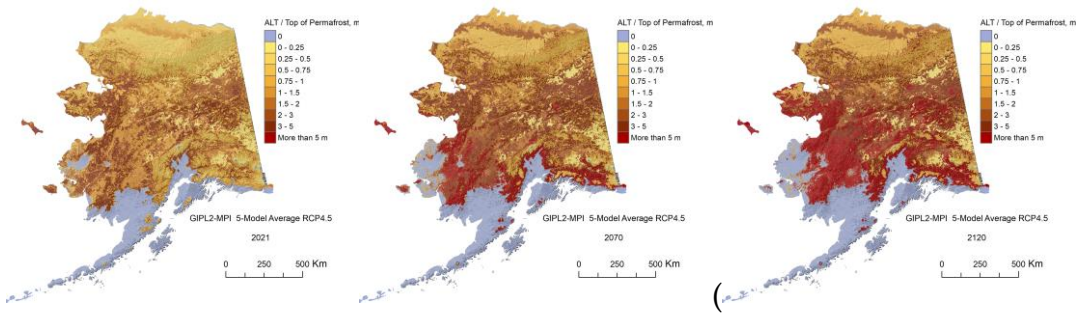 ALT / Top of Permafrost, m
0
0 - 0.25
0.25 - 0.5
0.5 - 0.75
0.75 - 1
1 - 1.5
1.5 - 2
2 - 3
3 - 5
More than 5 m
GIPL2-MPI 5-Model Average RCP4.5
2021
0 250 500 Km
ALT / Top of Permafrost, m
0
0 - 0.25
0.25 - 0.5
0.5 - 0.75
0.75 - 1
1 - 1.5
1.5 - 2
2 - 3
3 - 5
More than 5 m
GIPL2-MPI 5-Model Average RCP4.5
2070
0 250 500 Km
(
ALT / Top of Permafrost, m
0
0 - 0.25
0.25 - 0.5
0.5 - 0.75
0.75 - 1
1 - 1.5
1.5 - 2
2 - 3
3 - 5
More than 5 m
GIPL2-MPI 5-Model Average RCP4.5
2120
0 250 500 Km